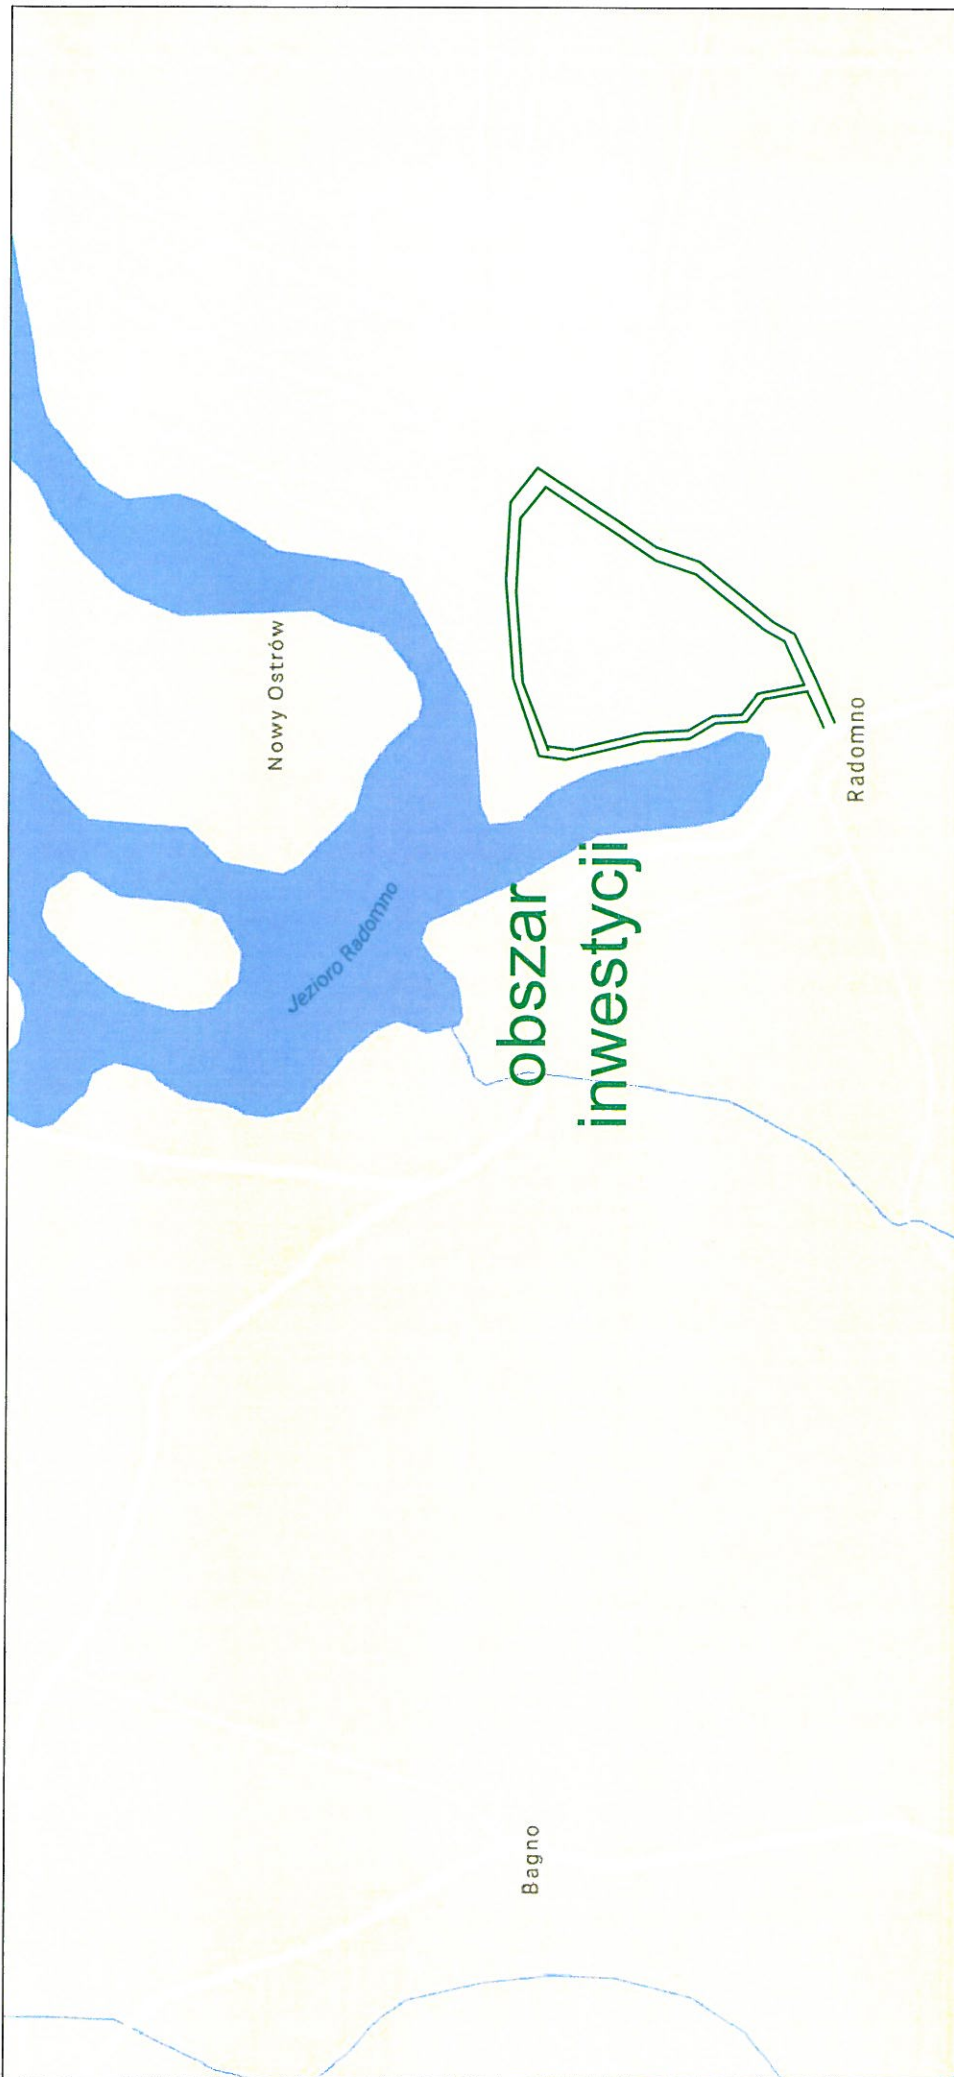 Nowy Ostrów
Jezioro Radomno
obszar
inwestycji
Radomno
Bagno